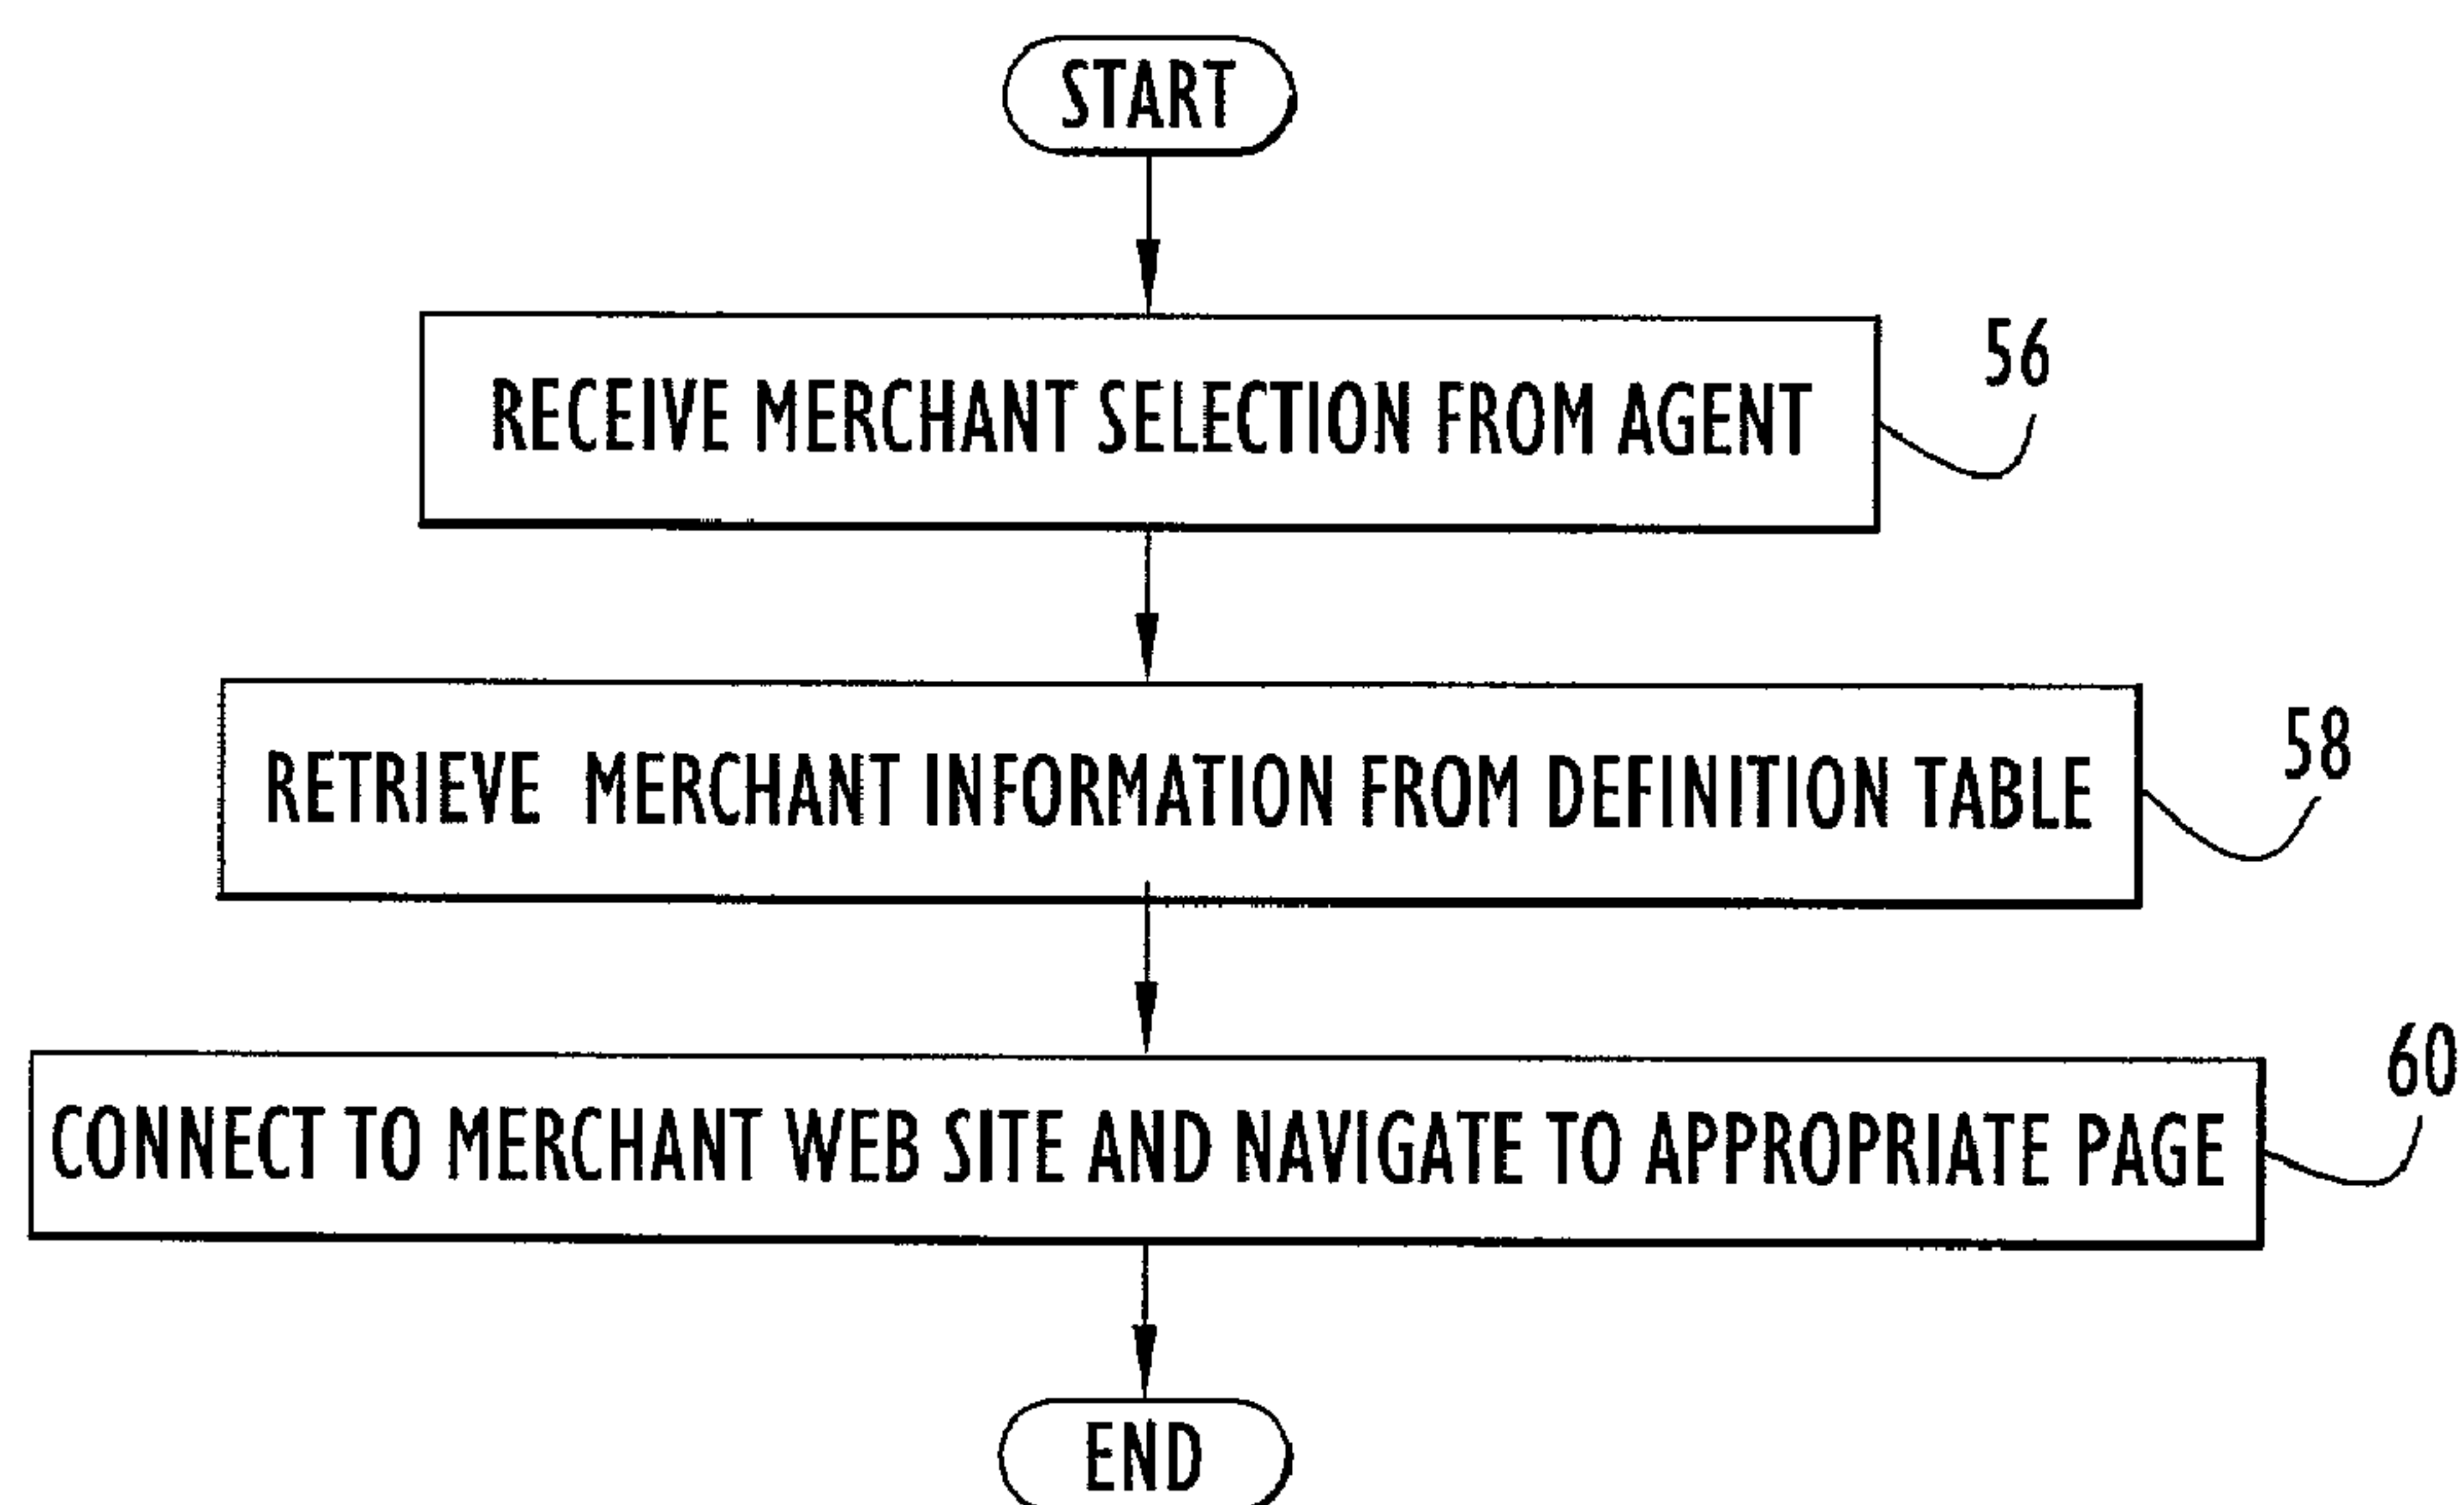 START
RECEIVE MERCHANT SELECTION FROM AGENT
56
RETRIEVE MERCHANT INFORMATION FROM DEFINITION TABLE
58
CONNECT TO MERCHANT WEB SITE AND NAVIGATE TO APPROPRIATE PAGE
60
END